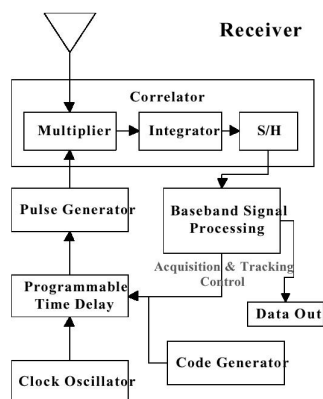 Receiver
Correlator
Multiplier
Integrator
S/H
Pulse Generator
Baseband Signal
Processing
Acquisition & Tracking
Control
Programmable
Time Delay
Data Out
Code Generator
Clock Oscillator